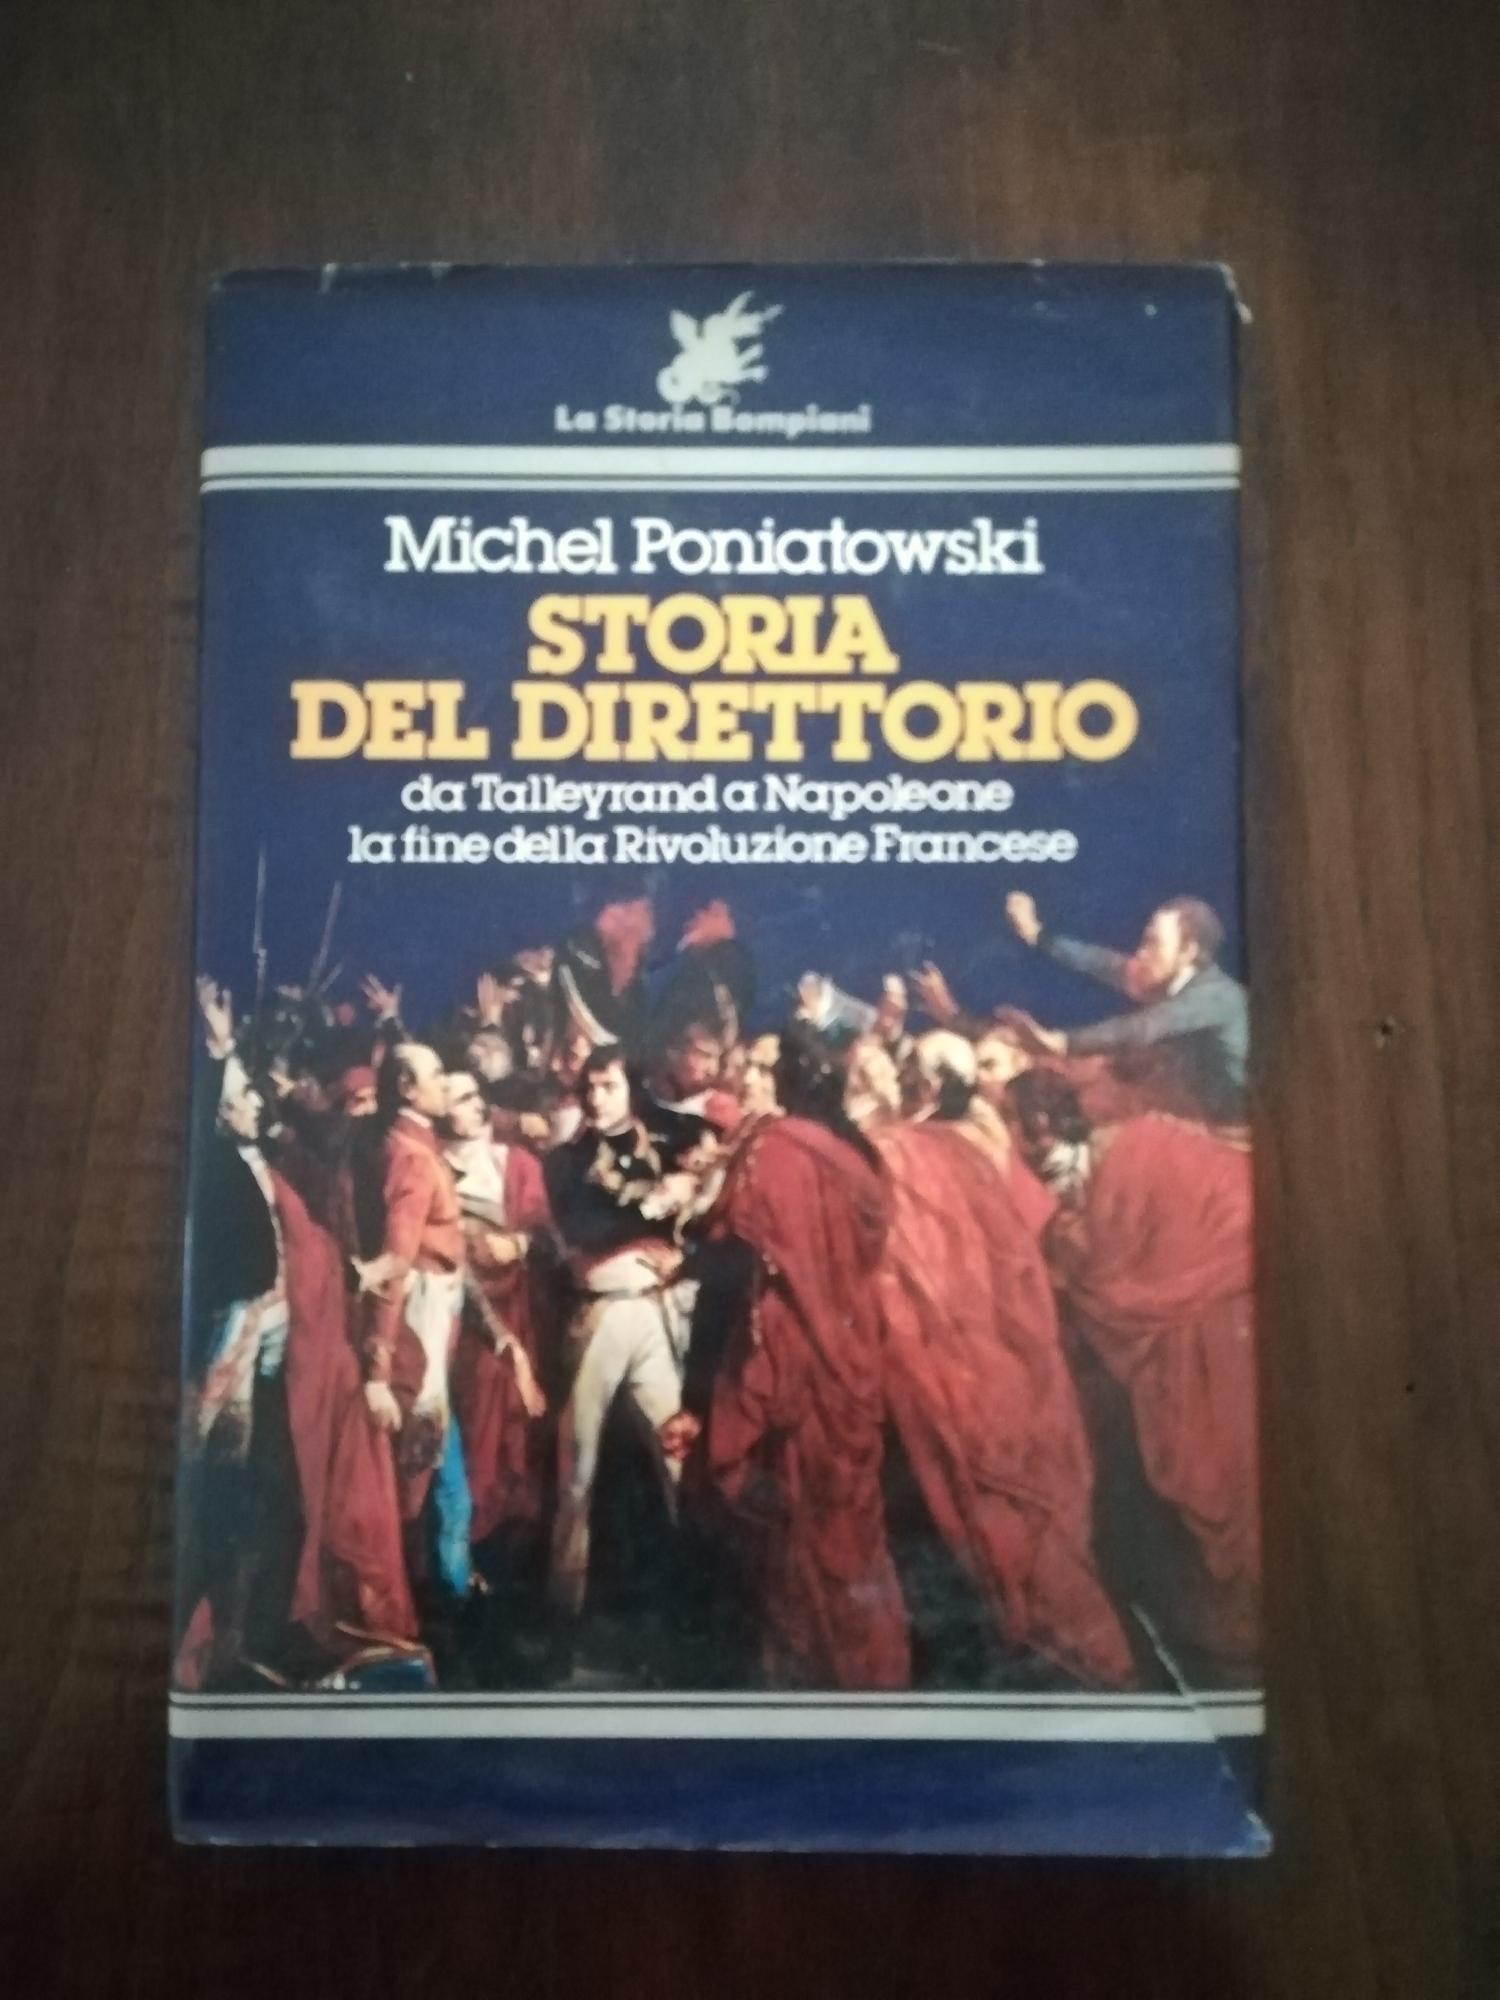 La Storia Bompiani
Michel Poniatowski
STORIA
DEL DIRETTORIO
da Talleyrand a Napoleone
la fine della Rivoluzione Francese